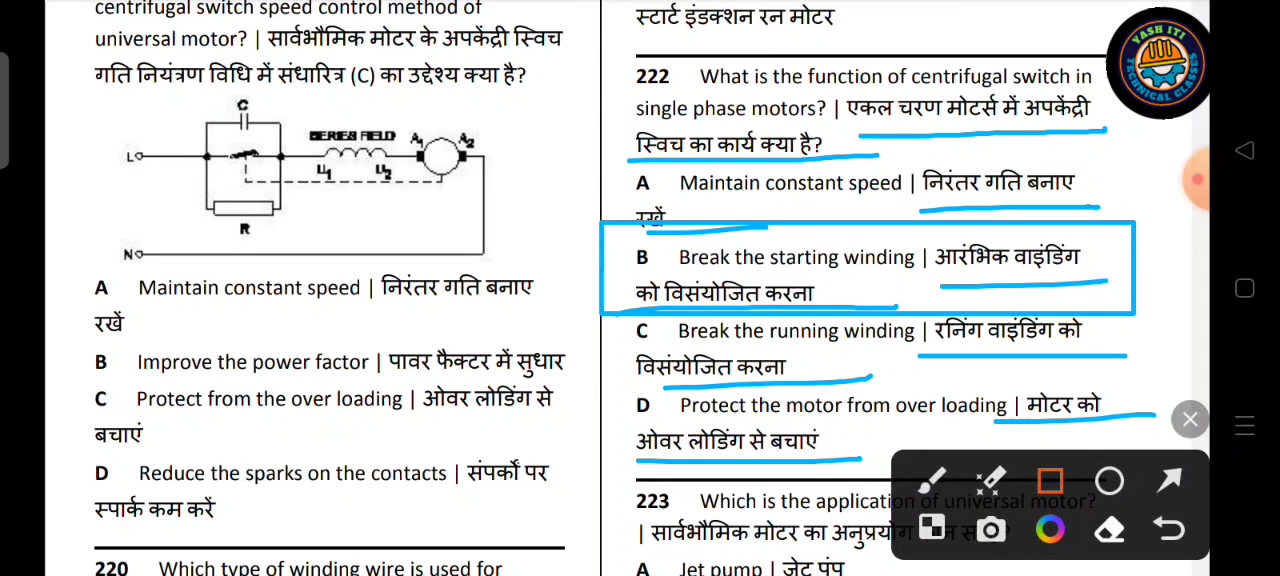 centrifugal switch speed control method of
universal motor? | सार्वभौमिक मोटर के अपकेंद्री स्विच
गति नियंत्रण विधि में संधारित्र (C) का उद्देश्य क्या है?
C
SERIES FIELD A1 A2
L
U1 U2
R
N
A Maintain constant speed | निरंतर गति बनाए
रखें
B Improve the power factor | पावर फैक्टर में सुधार
C Protect from the over loading | ओवर लोडिंग से
बचाएं
D Reduce the sparks on the contacts | संपर्कों पर
स्पार्क कम करें
220 Which type of winding wire is used for
स्टार्ट इंडक्शन रन मोटर
222 What is the function of centrifugal switch in
single phase motors? | एकल चरण मोटर्स में अपकेंद्री
स्विच का कार्य क्या है?
A Maintain constant speed | निरंतर गति बनाए
रखें
B Break the starting winding | आरंभिक वाइंडिंग
को विसंयोजित करना
C Break the running winding | रनिंग वाइंडिंग को
विसंयोजित करना
D Protect the motor from over loading | मोटर को
ओवर लोडिंग से बचाएं
223 Which is the application of universal motor?
| सार्वभौमिक मोटर का अनुप्रयोग
A Jet pump | जेट पंप
YASH ITI
TECHNICAL CLASSES